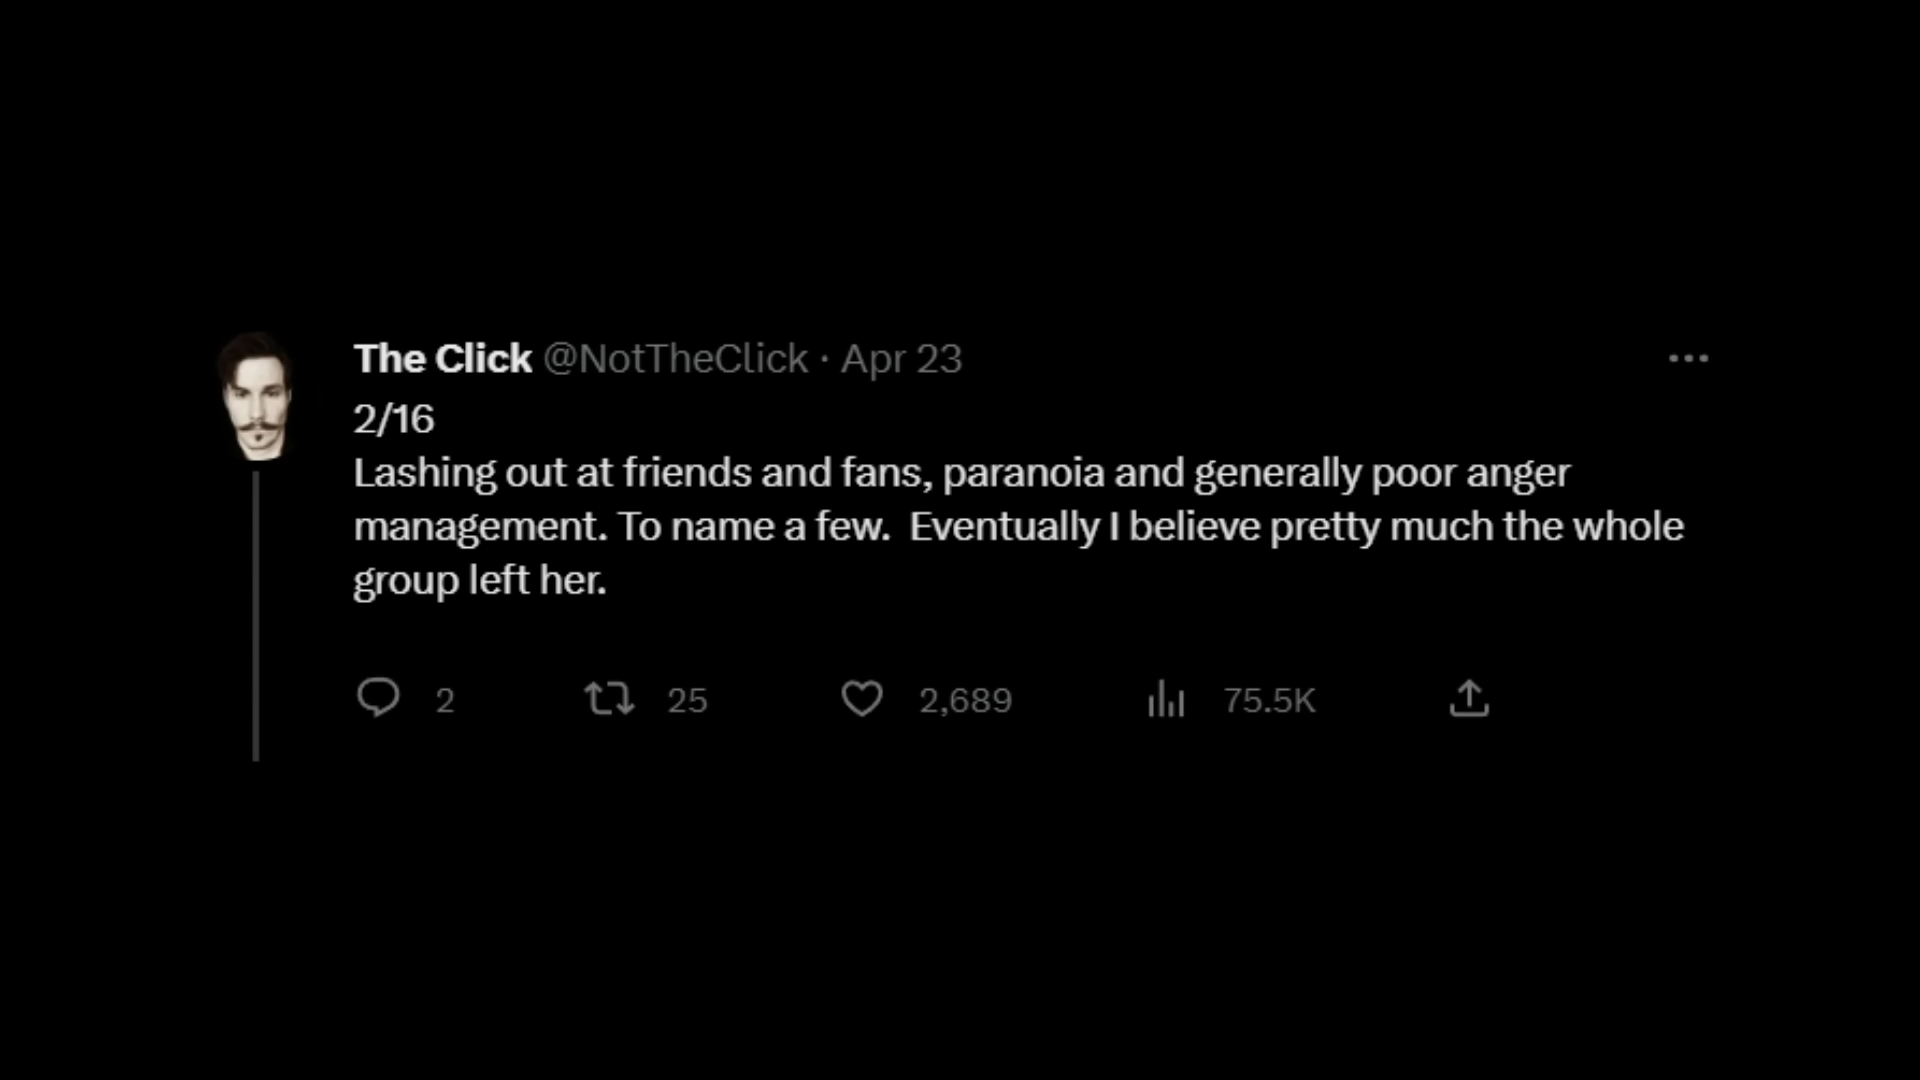 The Click @NotTheClick · Apr 23
2/16
Lashing out at friends and fans, paranoia and generally poor anger
management. To name a few.  Eventually I believe pretty much the whole
group left her.
2 25 2,689 75.5K